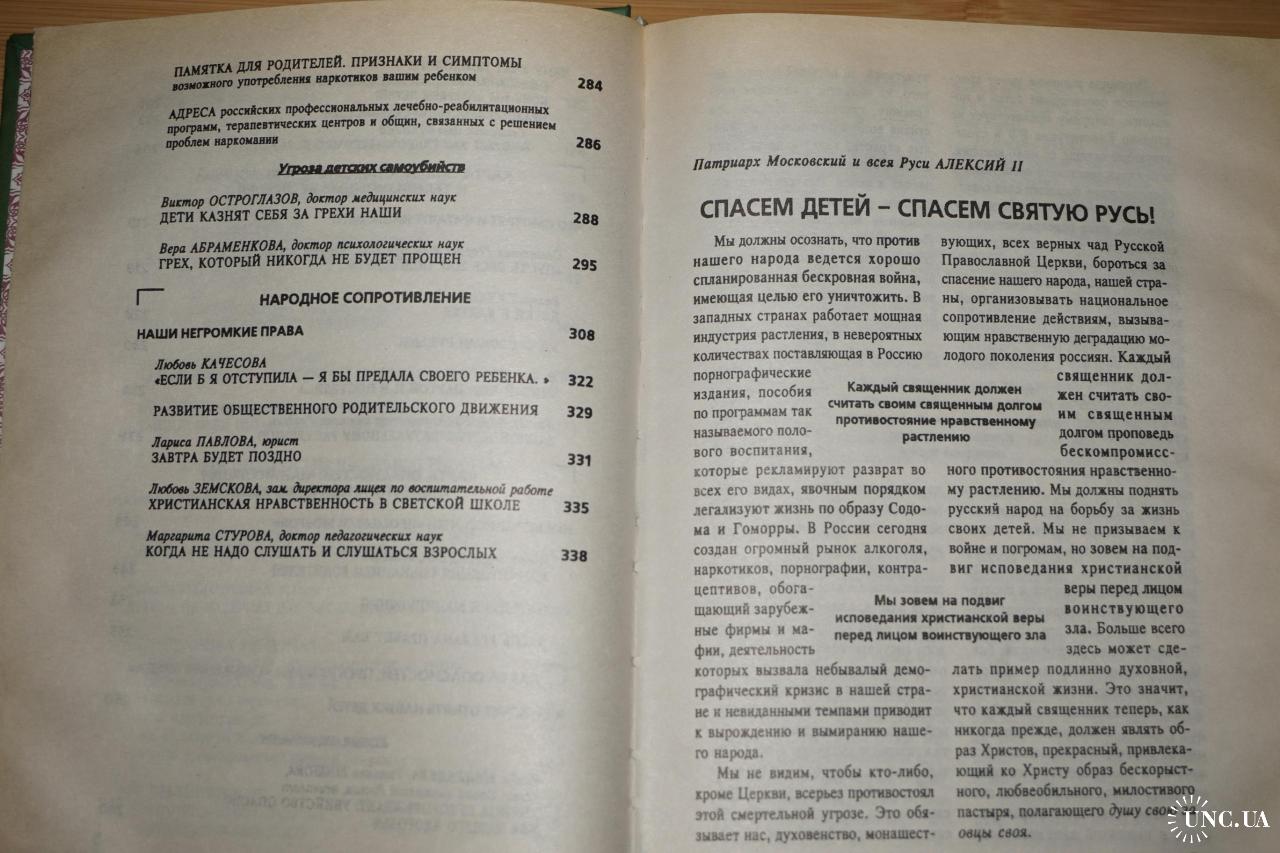 ПАМЯТКА ДЛЯ РОДИТЕЛЕЙ. ПРИЗНАКИ И СИМПТОМЫ
возможного употребления наркотиков вашим ребенком 284
АДРЕСА российских профессиональных лечебно-реабилитационных
программ, терапевтических центров и общин, связанных с решением
проблем наркомании 286
Угроза детских самоубийств
Виктор ОСТРОГЛАЗОВ, доктор медицинских наук
ДЕТИ КАЗНЯТ СЕБЯ ЗА ГРЕХИ НАШИ 288
Вера АБРАМЕНКОВА, доктор психологических наук
ГРЕХ, КОТОРЫЙ НИКОГДА НЕ БУДЕТ ПРОЩЕН 295
НАРОДНОЕ СОПРОТИВЛЕНИЕ
НАШИ НЕГРОМКИЕ ПРАВА 308
Любовь КАЧЕСОВА
«ЕСЛИ Б Я ОТСТУПИЛА — Я БЫ ПРЕДАЛА СВОЕГО РЕБЕНКА. » 322
РАЗВИТИЕ ОБЩЕСТВЕННОГО РОДИТЕЛЬСКОГО ДВИЖЕНИЯ 329
Лариса ПАВЛОВА, юрист
ЗАВТРА БУДЕТ ПОЗДНО 331
Любовь ЗЕМСКОВА, зам. директора лицея по воспитательной работе
ХРИСТИАНСКАЯ НРАВСТВЕННОСТЬ В СВЕТСКОЙ ШКОЛЕ 335
Маргарита СТУРОВА, доктор педагогических наук
КОГДА НЕ НАДО СЛУШАТЬ И СЛУШАТЬСЯ ВЗРОСЛЫХ 338
Патриарх Московский и всея Руси АЛЕКСИЙ II
СПАСЕМ ДЕТЕЙ – СПАСЕМ СВЯТУЮ РУСЬ!
Мы должны осознать, что против
нашего народа ведется хорошо
спланированная бескровная война,
имеющая целью его уничтожить. В
западных странах работает мощная
индустрия растления, в невероятных
количествах поставляющая в Россию
порнографические
издания, пособия
по программам так
называемого поло-
вого воспитания,
которые рекламируют разврат во
всех его видах, явочным порядком
легализуют жизнь по образу Содо-
ма и Гоморры. В России сегодня
создан огромный рынок алкоголя,
наркотиков, порнографии, контра-
цептивов, обога-
щающий зарубеж-
ные фирмы и ма-
фии, деятельность
которых вызвала небывалый демо-
графический кризис в нашей стра-
не и невиданными темпами приводит
к вырождению и вымиранию наше-
го народа.
Мы не видим, чтобы кто-либо,
кроме Церкви, всерьез противостоял
этой смертельной угрозе. Это обя-
зывает нас, духовенство, монашест-
Каждый священник должен
считать своим священным долгом
противостояние нравственному
растлению
Мы зовем на подвиг
исповедания христианской веры
перед лицом воинствующего зла
вующих, всех верных чад Русской
Православной Церкви, бороться за
спасение нашего народа, нашей стра-
ны, организовывать национальное
сопротивление действиям, вызыва-
ющим нравственную деградацию мо-
лодого поколения россиян. Каждый
священник дол-
жен считать сво-
им священным
долгом проповедь
бескомпромисс-
ного противостояния нравственно-
му растлению. Мы должны поднять
русский народ на борьбу за жизнь
своих детей. Мы не призываем к
войне и погромам, но зовем на под-
виг исповедания христианской
веры перед лицом
воинствующего
зла. Больше всего
здесь может сде-
лать пример подлинно духовной,
христианской жизни. Это значит,
что каждый священник теперь, как
никогда прежде, должен являть об-
раз Христов, прекрасный, привлека-
ющий ко Христу образ бескорыст-
ного, любвеобильного, милостивого
пастыря, полагающего душу свою за
овцы своя.
UNC.UA